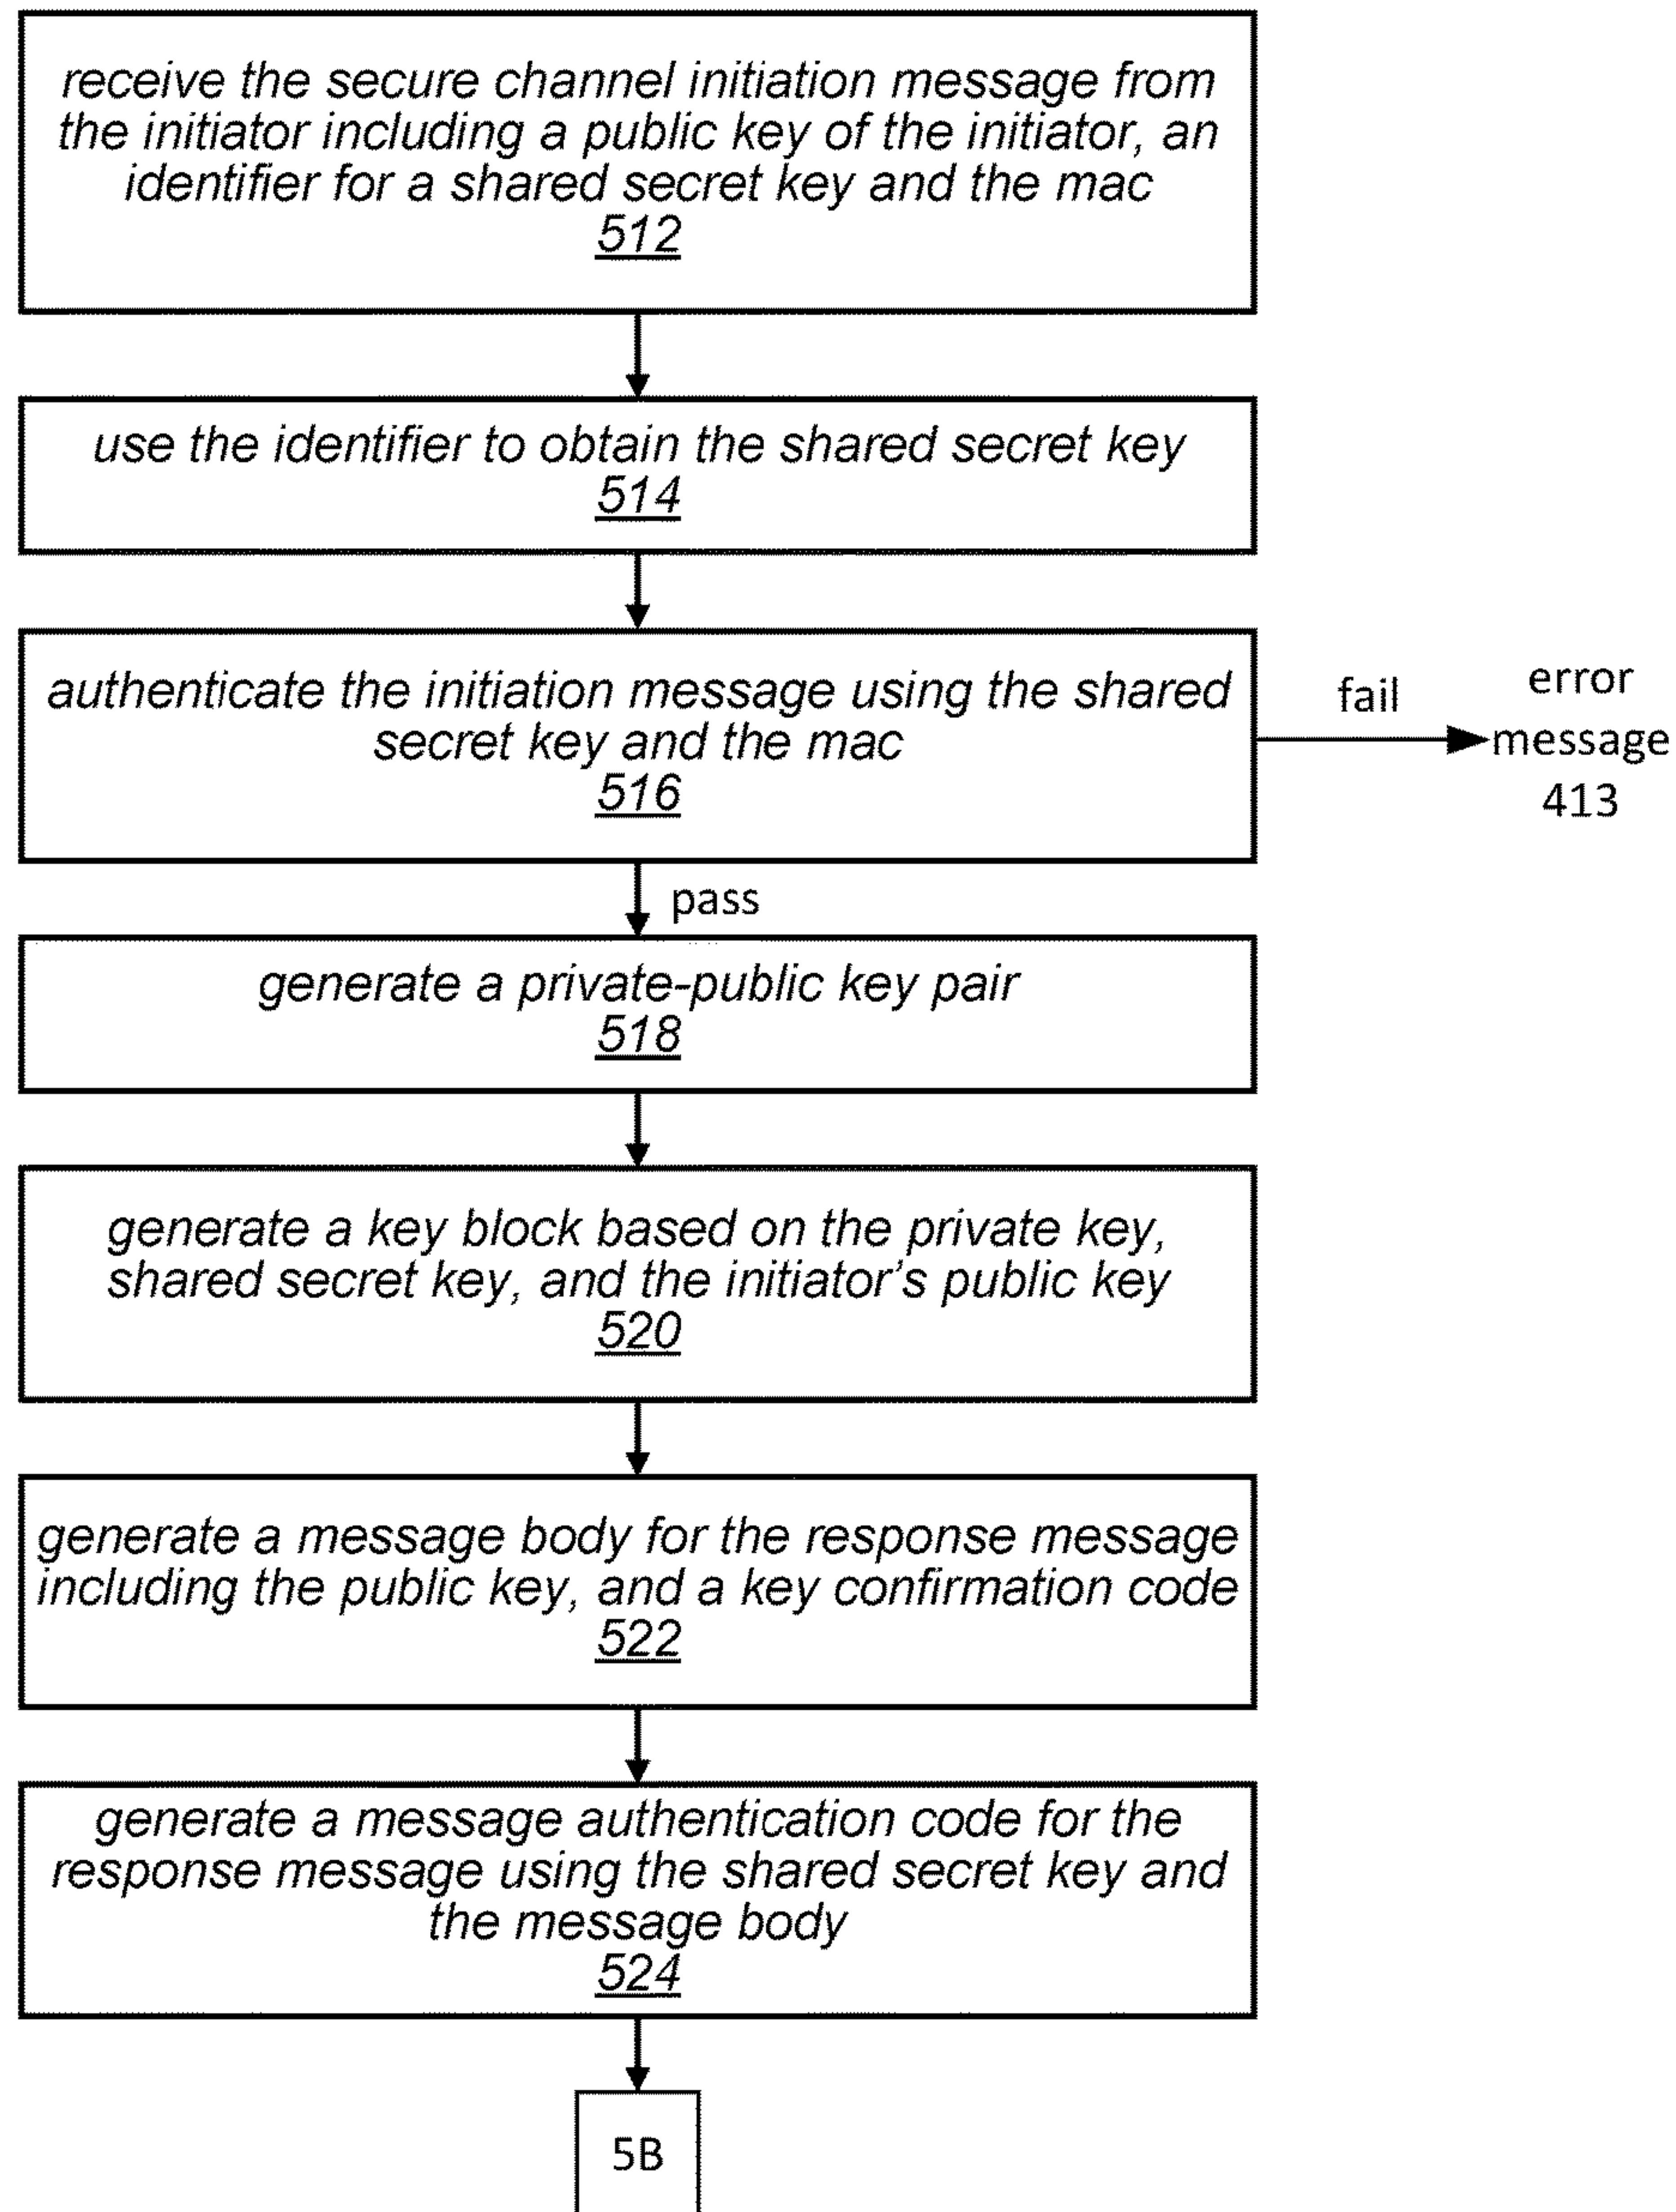 receive the secure channel initiation message from
the initiator including a public key of the initiator, an
identifier for a shared secret key and the mac
512
use the identifier to obtain the shared secret key
514
authenticate the initiation message using the shared
secret key and the mac
516
fail
error
message
413
pass
generate a private-public key pair
518
generate a key block based on the private key,
shared secret key, and the initiator's public key
520
generate a message body for the response message
including the public key, and a key confirmation code
522
generate a message authentication code for the
response message using the shared secret key and
the message body
524
5B